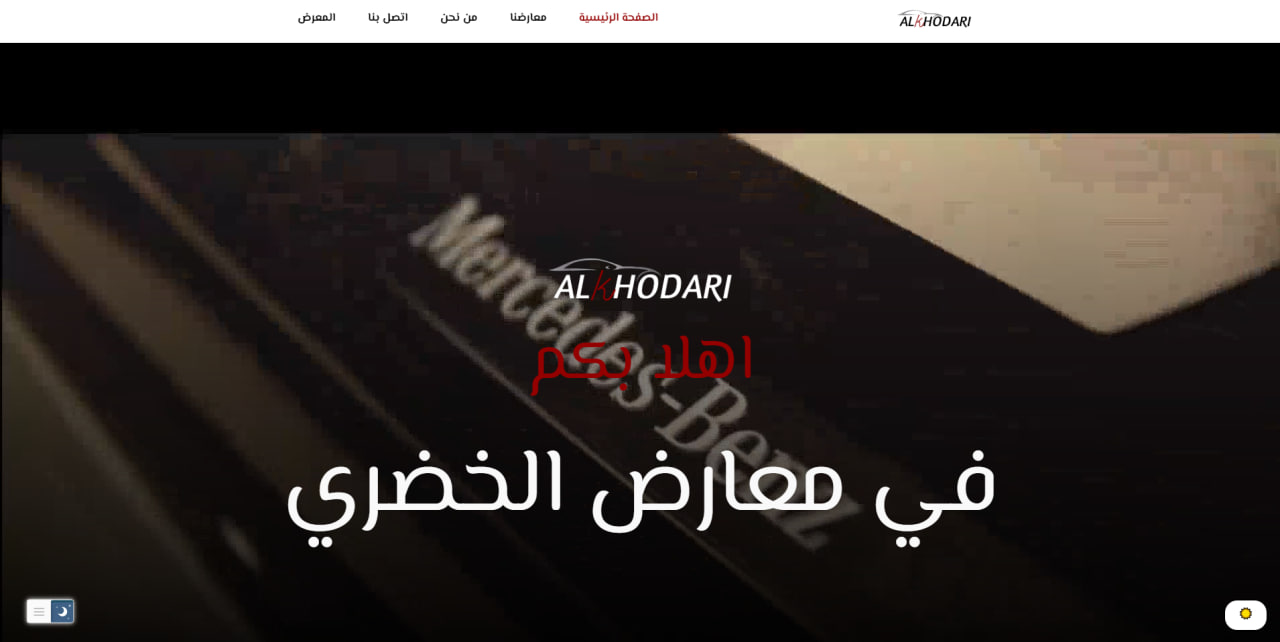 ALkHODARI
الصفحة الرئيسية
معارضنا
من نحن
اتصل بنا
المعرض
Mercedes-Benz
ALkHODARI
اهلا بكم
في معارض الخضري